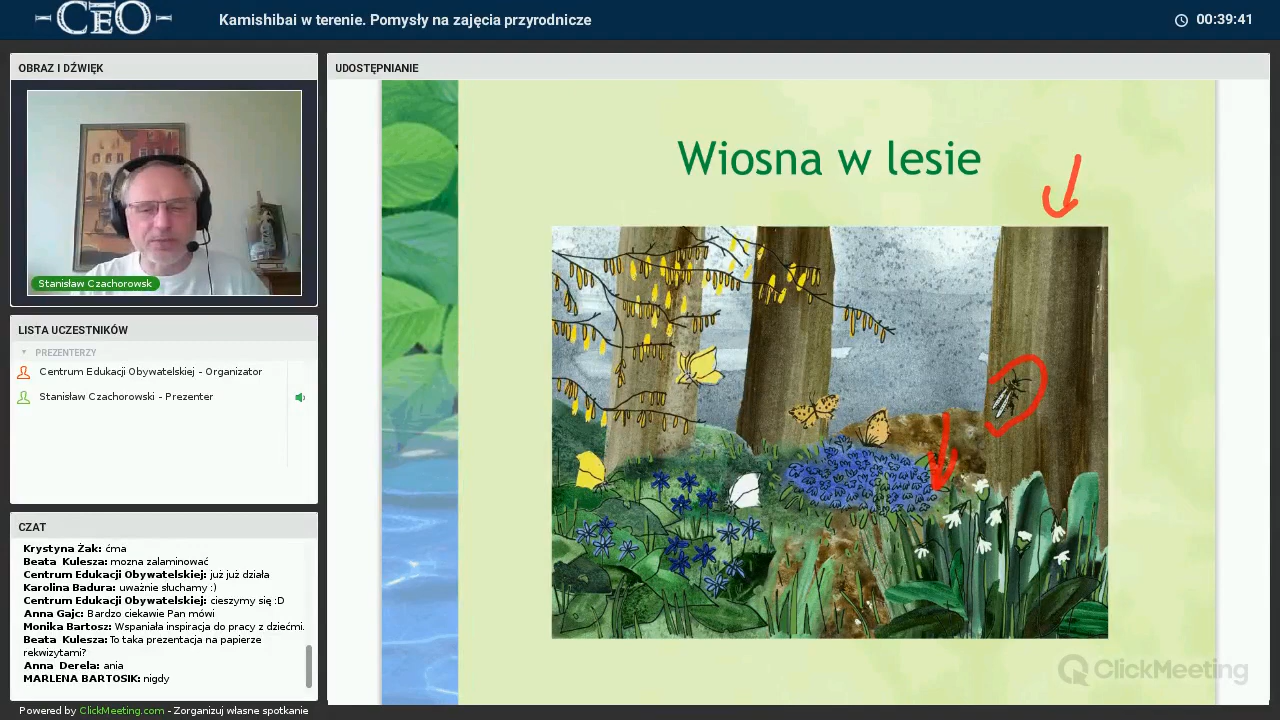 CEO
Kamishibai w terenie. Pomysły na zajęcia przyrodnicze
00:39:41
OBRAZ I DŹWIĘK
Stanisław Czachorowsk
LISTA UCZESTNIKÓW
PREZENTERZY
Centrum Edukacji Obywatelskiej - Organizator
Stanisław Czachorowski - Prezenter
CZAT
Krystyna Żak: ćma
Beata Kulesza: mozna zalaminować
Centrum Edukacji Obywatelskiej: już już działa
Karolina Badura: uważnie słuchamy :)
Centrum Edukacji Obywatelskiej: cieszymy się :D
Anna Gajc: Bardzo ciekawie Pan mówi
Monika Bartosz: Wspaniała inspiracja do pracy z dziećmi.
Beata Kulesza: To taka prezentacja na papierze
rekwizytami?
Anna Derela: ania
MARLENA BARTOSIK: nigdy
Powered by ClickMeeting.com - Zorganizuj własne spotkanie
UDOSTĘPNIANIE
Wiosna w lesie
ClickMeeting